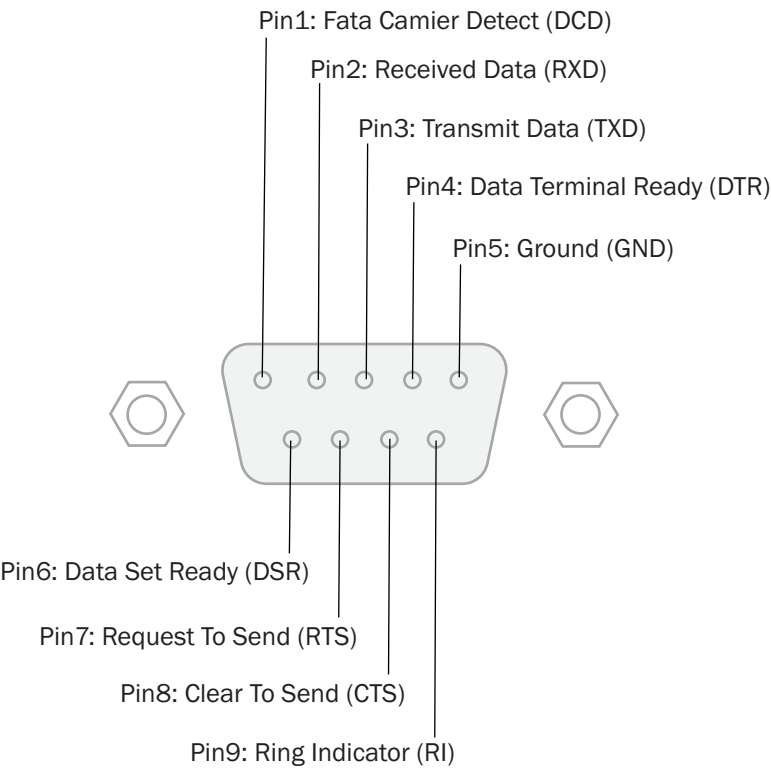 Pin1: Fata Camier Detect (DCD)
Pin2: Received Data (RXD)
Pin3: Transmit Data (TXD)
Pin4: Data Terminal Ready (DTR)
Pin5: Ground (GND)
Pin6: Data Set Ready (DSR)
Pin7: Request To Send (RTS)
Pin8: Clear To Send (CTS)
Pin9: Ring Indicator (RI)